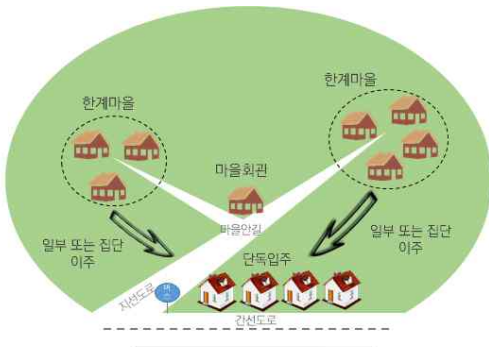 한계마을
한계마을
마을회관
마을안길
일부 또는 집단
이주
일부 또는 집단
이주
단독입주
지선도로
버스
간선도로